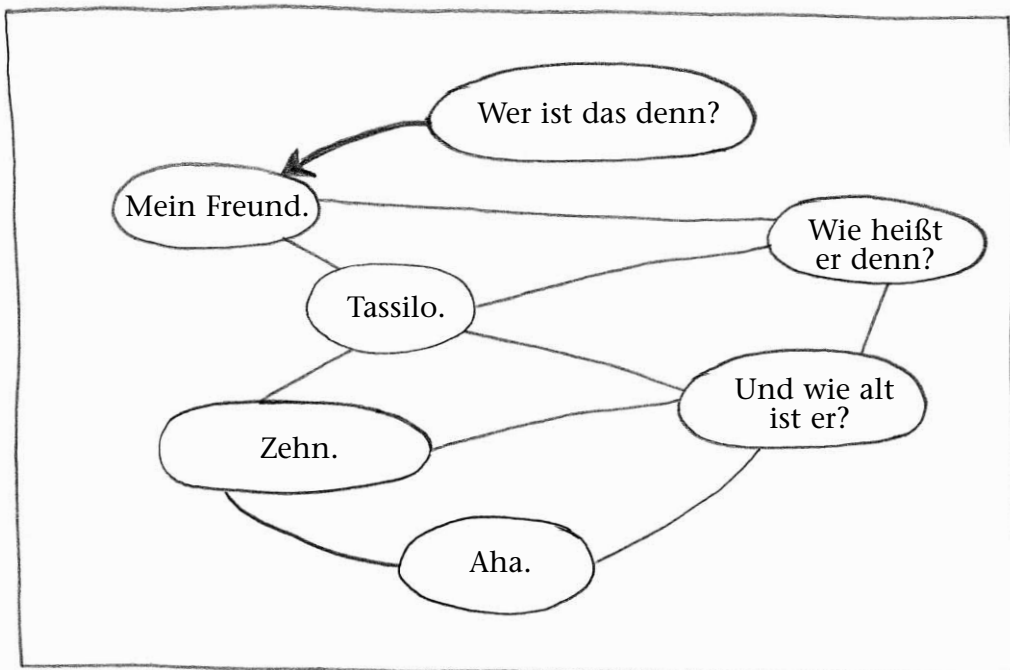 Wer ist das denn?
Mein Freund.
Wie heißt
er denn?
Tassilo.
Und wie alt
ist er?
Zehn.
Aha.